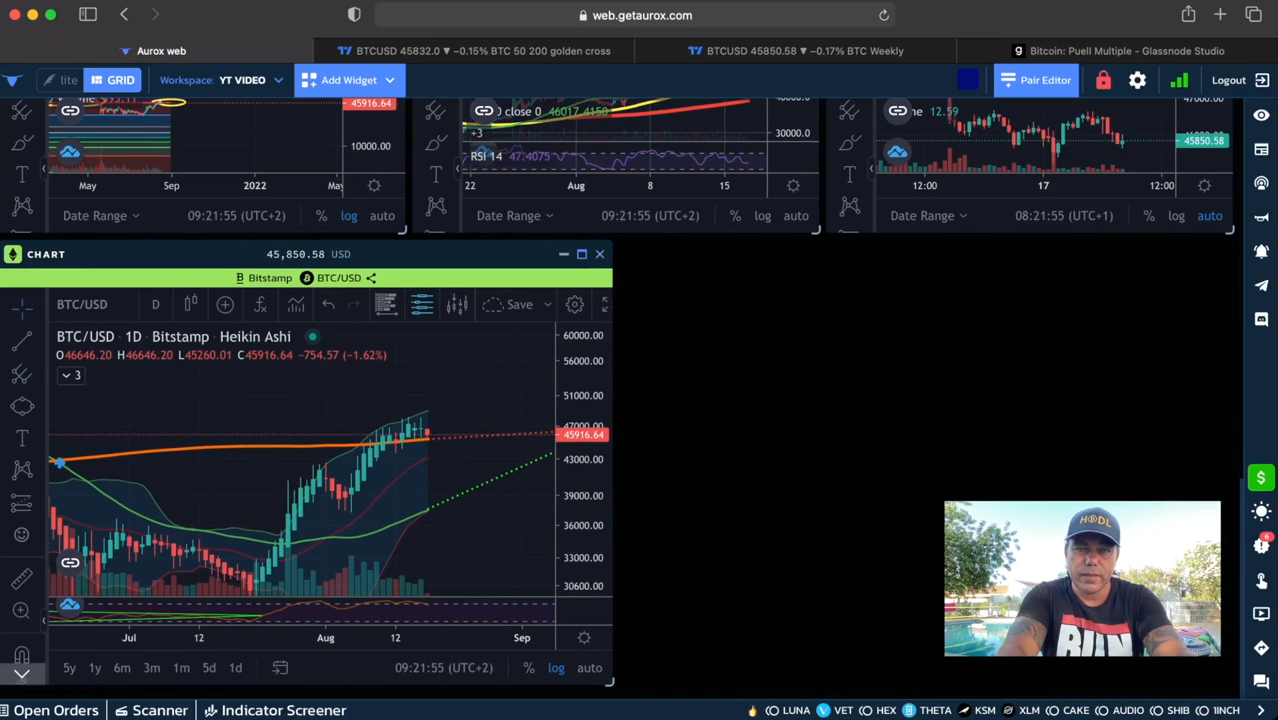 web.getaurox.com
Aurox web
BTCUSD 45832.0 ▼ −0.15% BTC 50 200 golden cross
BTCUSD 45850.58 ▼ −0.17% BTC Weekly
g Bitcoin: Puell Multiple - Glassnode Studio
lite
GRID
Workspace: YT VIDEO
Add Widget
Pair Editor
Logout
45916.64
10000.00
May Sep 2022 May
Date Range 09:21:55 (UTC+2) % log auto
close 0 46017.4150
+3
30000.0
RSI 14 47.4075
22 Aug 8 15
Date Range 09:21:55 (UTC+2) % log auto
me 12.59
47000.00
45850.58
12:00 17 12:00
Date Range 08:21:55 (UTC+1) % log auto
CHART
45,850.58 USD
Bitstamp BTC/USD
BTC/USD D Save
BTC/USD · 1D · Bitstamp · Heikin Ashi
O46646.20 H46646.20 L45260.01 C45916.64 −754.57 (−1.62%)
3
60000.00
56000.00
51000.00
47000.00
45916.64
43000.00
39000.00
36000.00
33000.00
30600.00
Jul 12 Aug 12 Sep
5y 1y 6m 3m 1m 5d 1d 09:21:55 (UTC+2) % log auto
HODL
RUN
6
Open Orders Scanner Indicator Screener
LUNA VET HEX THETA KSM XLM CAKE AUDIO SHIB 1INCH